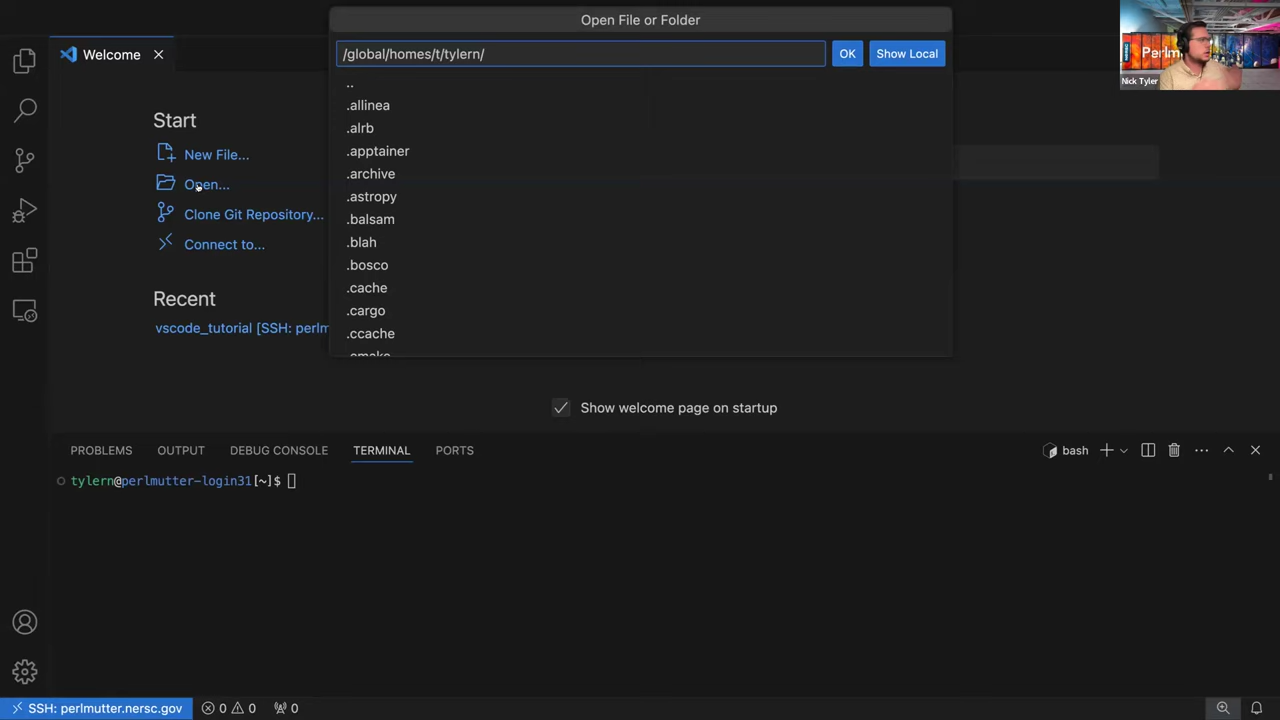 Open File or Folder
/global/homes/t/tylern/
OK
Show Local
Welcome
..
.allinea
.alrb
.apptainer
.archive
.astropy
.balsam
.blah
.bosco
.cache
.cargo
.ccache
.cmake
Start
New File...
Open...
Clone Git Repository...
Connect to...
Recent
vscode_tutorial [SSH: perlm
Show welcome page on startup
PROBLEMS
OUTPUT
DEBUG CONSOLE
TERMINAL
PORTS
bash
tylern@perlmutter-login31[~]$
SSH: perlmutter.nersc.gov
0
0
0
Perlm
Nick Tyler